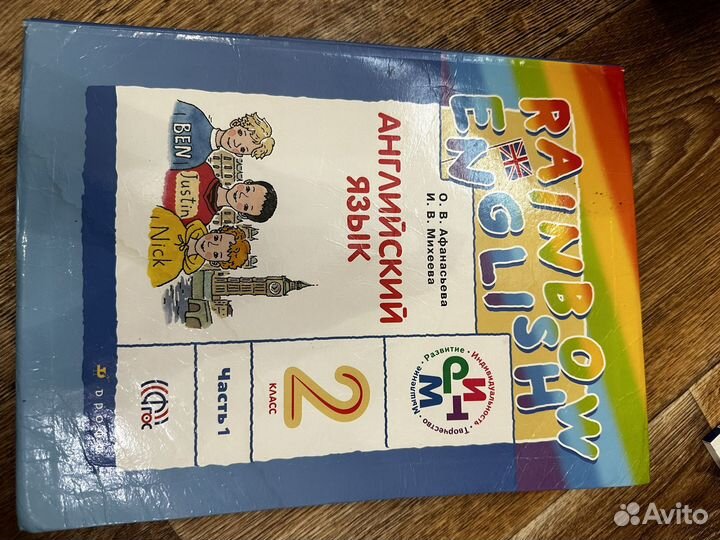 RAINBOW
ENGLISH
О. В. Афанасьева
И. В. Михеева
АНГЛИЙСКИЙ
ЯЗЫК
BEN
Justin
Nick
РИТМ
Развитие • Индивидуальность • Творчество • Мышление
2
КЛАСС
Часть 1
ФГОС
Avito